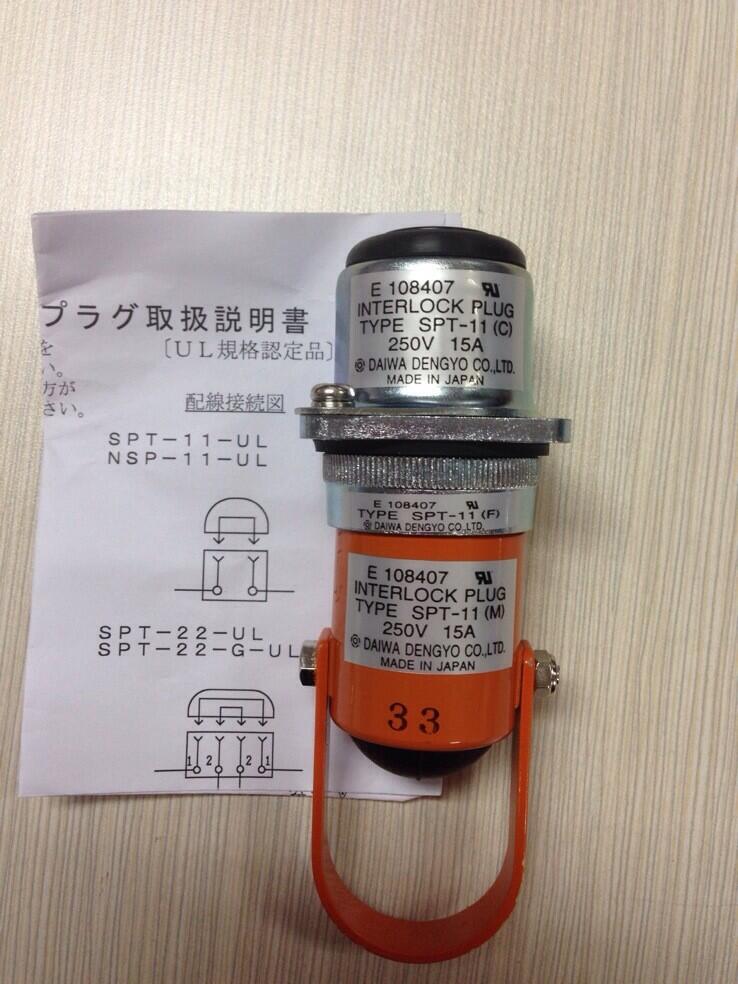 プラグ取扱説明書
を 〔UL規格認定品〕
い。
方が
さい。
配線接続図
SPT-11-UL
NSP-11-UL
SPT-22-UL
SPT-22-G-UL
1 2 2 1
E 108407
INTERLOCK PLUG
TYPE SPT-11 (C)
250V 15A
DAIWA DENGYO CO.,LTD.
MADE IN JAPAN
E 108407
TYPE SPT-11 (F)
DAIWA DENGYO CO.,LTD.
E 108407
INTERLOCK PLUG
TYPE SPT-11 (M)
250V 15A
DAIWA DENGYO CO.,LTD.
MADE IN JAPAN
33